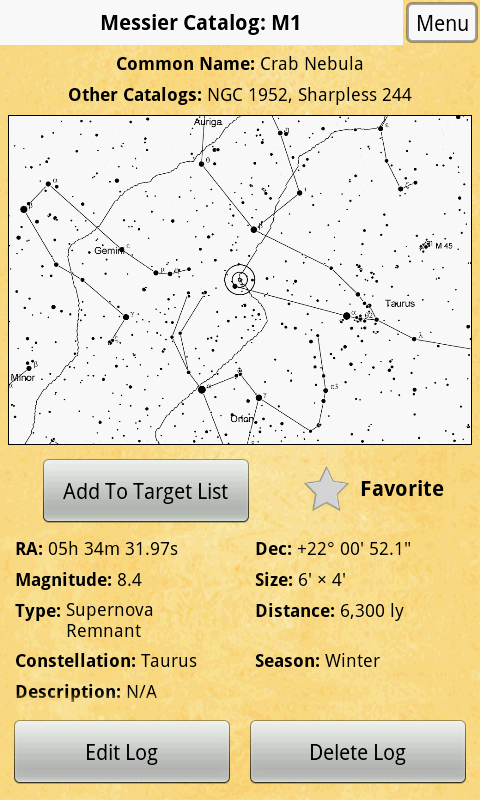 Messier Catalog: M1
Menu
Common Name: Crab Nebula
Other Catalogs: NGC 1952, Sharpless 244
Auriga
θ
β
ι
ε
α
β
β
M 45
Gemini
ε
μ
Taurus
α
γ
λ
β
Minor
α
γ
Orion
Add To Target List
Favorite
RA: 05h 34m 31.97s
Dec: +22° 00' 52.1"
Magnitude: 8.4
Size: 6' × 4'
Type: Supernova
Remnant
Distance: 6,300 ly
Constellation: Taurus
Season: Winter
Description: N/A
Edit Log
Delete Log